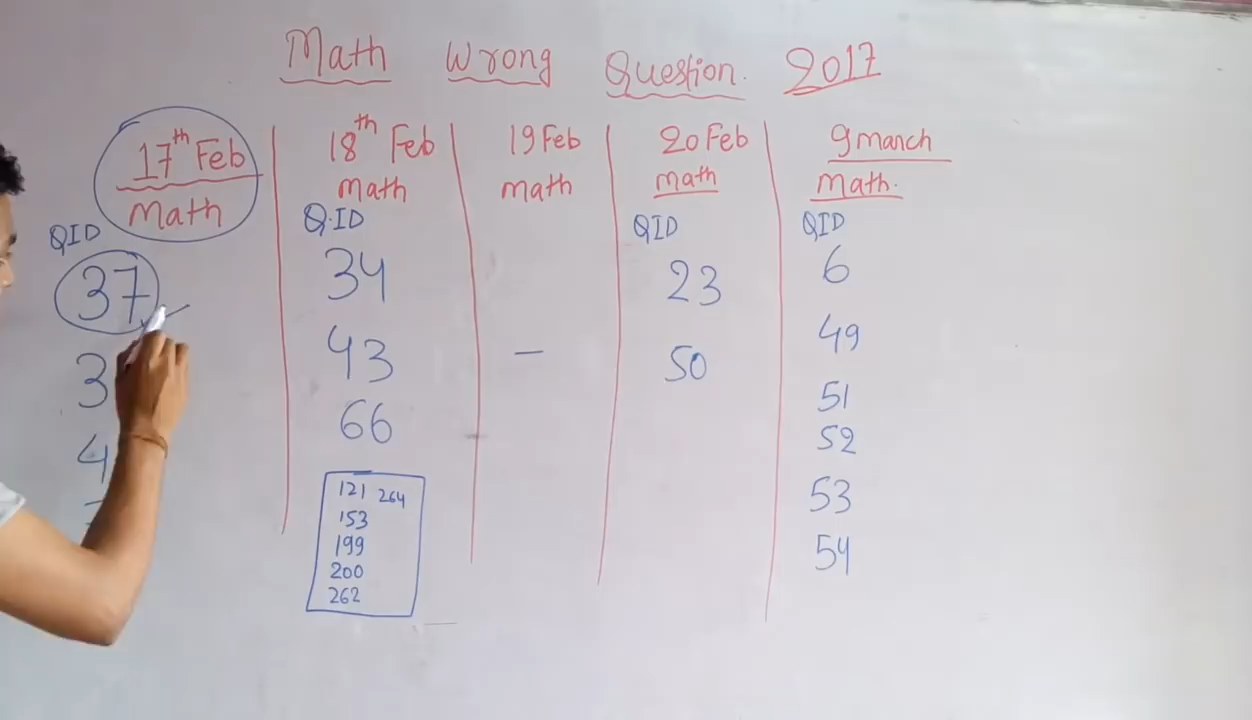 Math Wrong Question. 2017
17th Feb
Math
QID
37
18th Feb
math
Q.ID
34
43
66
121 264
153
199
200
262
19 Feb
math
—
20 Feb
math
QID
23
50
9 march
math.
QID
6
49
51
52
53
54